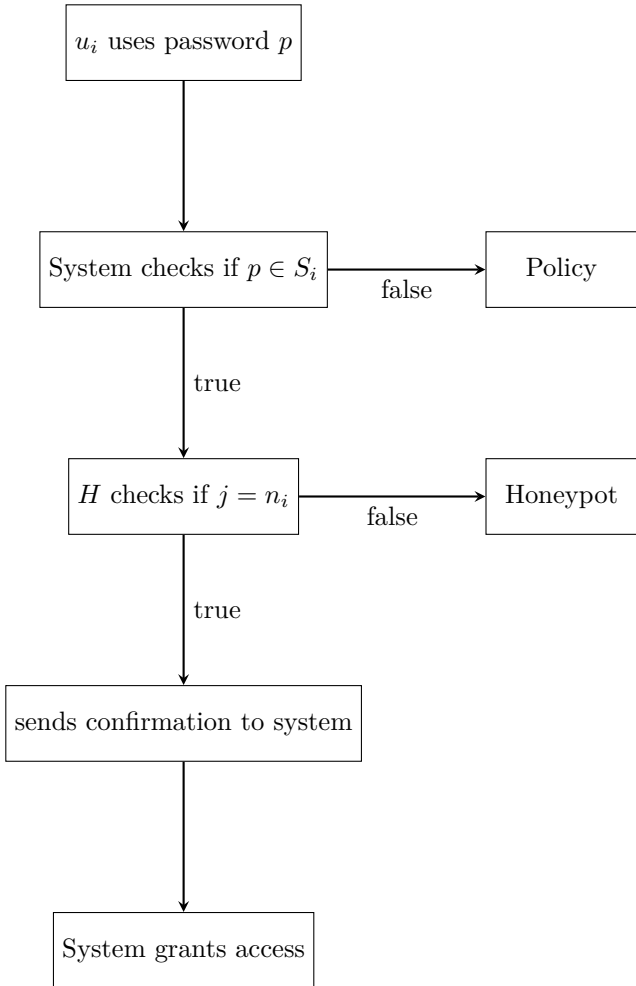 u_i uses password p
System checks if p ∈ S_i
false
Policy
true
H checks if j = n_i
false
Honeypot
true
sends confirmation to system
System grants access